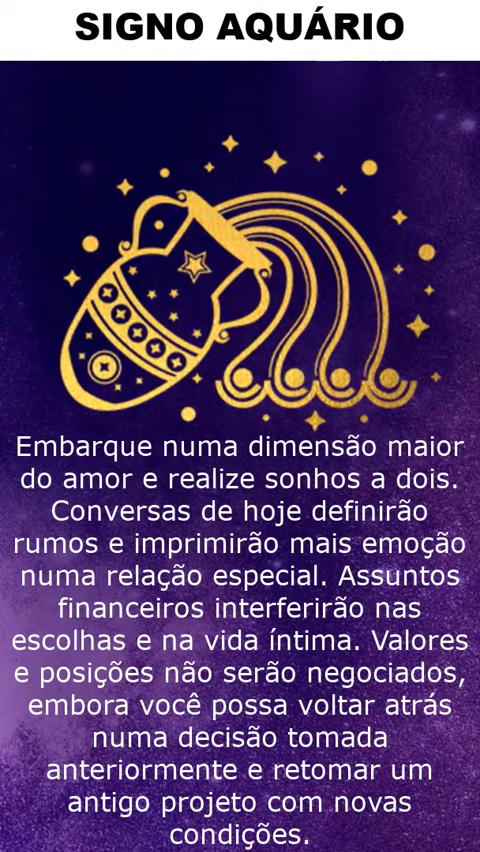 SIGNO AQUÁRIO
Embarque numa dimensão maior
do amor e realize sonhos a dois.
Conversas de hoje definirão
rumos e imprimirão mais emoção
numa relação especial. Assuntos
financeiros interferirão nas
escolhas e na vida íntima. Valores
e posições não serão negociados,
embora você possa voltar atrás
numa decisão tomada
anteriormente e retomar um
antigo projeto com novas
condições.